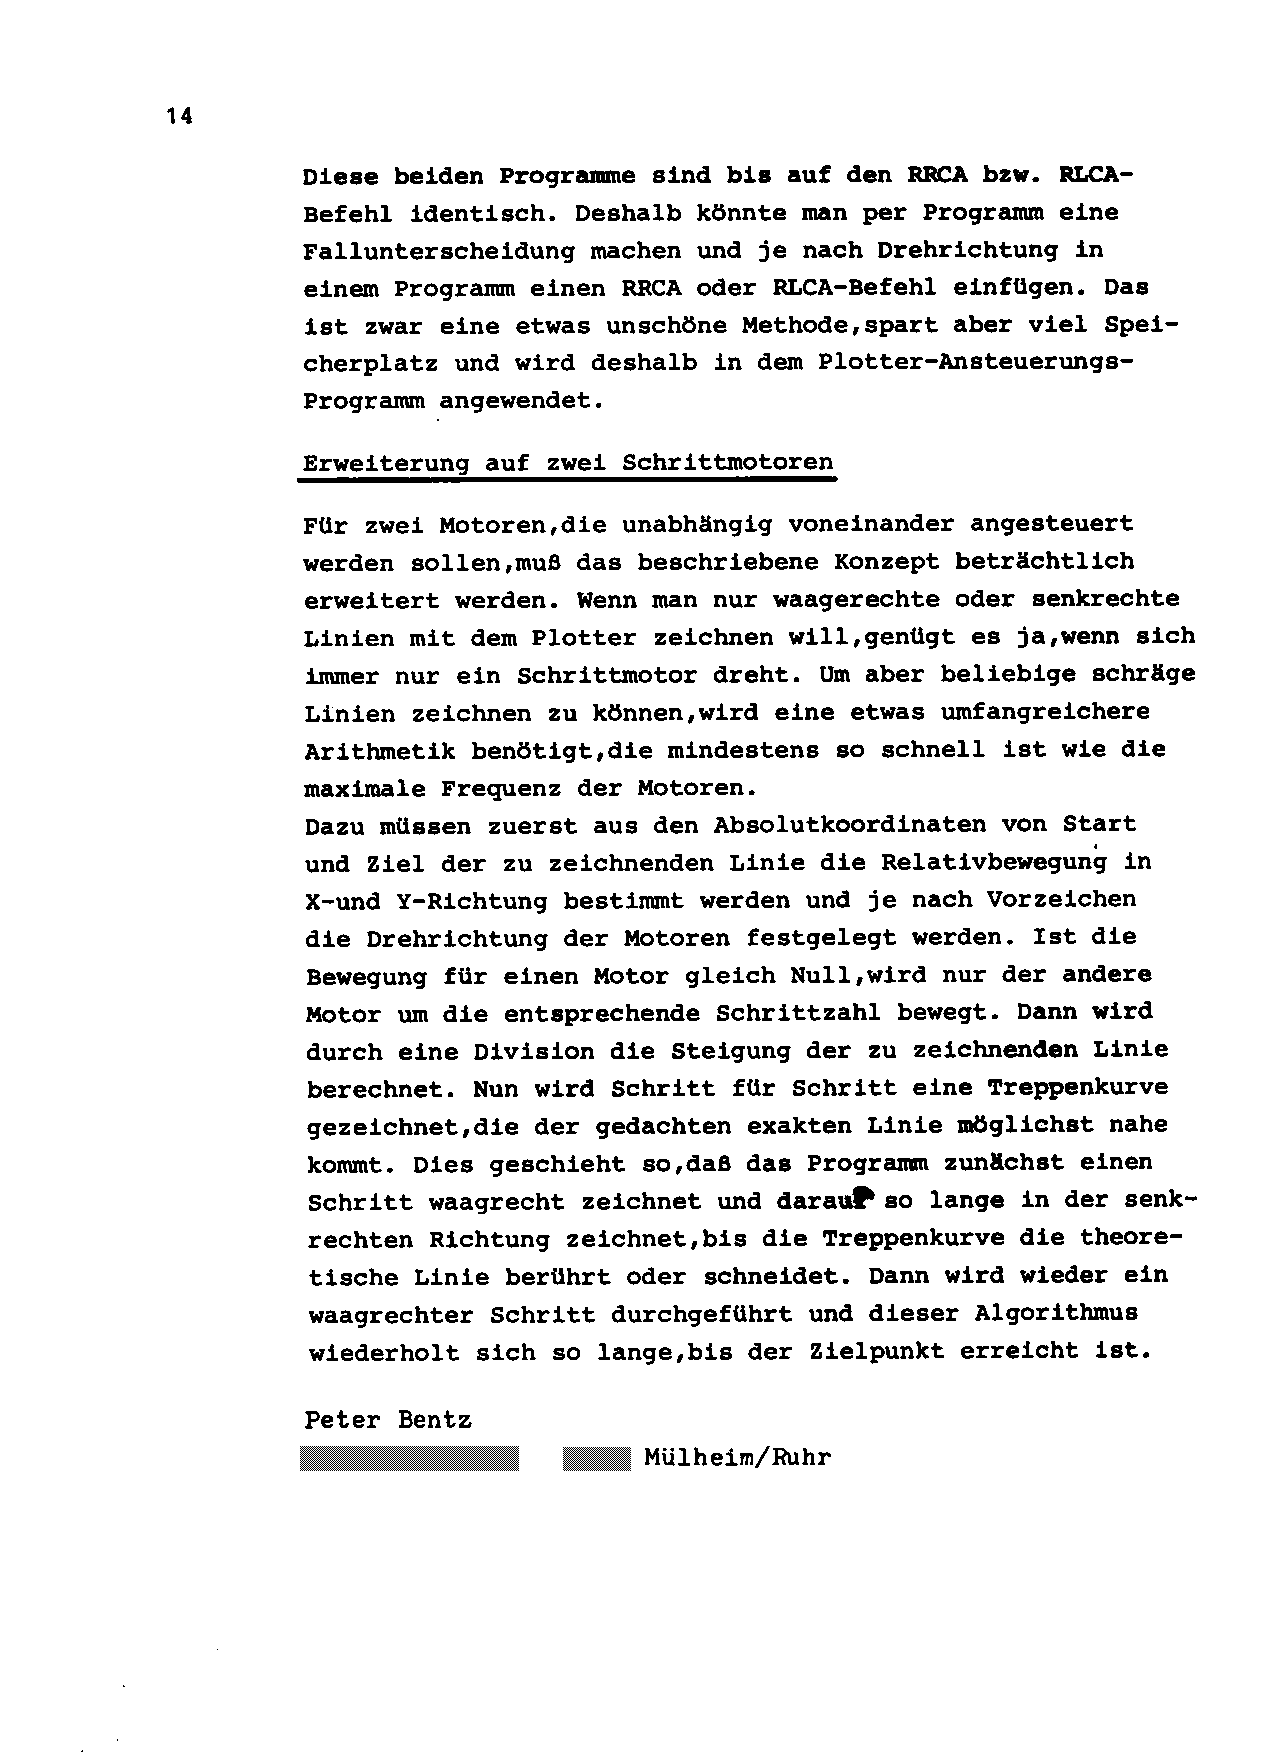 14
Diese beiden Programme sind bis auf den RRCA bzw. RLCA-
Befehl identisch. Deshalb könnte man per Programm eine
Fallunterscheidung machen und je nach Drehrichtung in
einem Programm einen RRCA oder RLCA-Befehl einfügen. Das
ist zwar eine etwas unschöne Methode,spart aber viel Spei-
cherplatz und wird deshalb in dem Plotter-Ansteuerungs-
Programm angewendet.
Erweiterung auf zwei Schrittmotoren
Für zwei Motoren,die unabhängig voneinander angesteuert
werden sollen,muß das beschriebene Konzept beträchtlich
erweitert werden. Wenn man nur waagerechte oder senkrechte
Linien mit dem Plotter zeichnen will,genügt es ja,wenn sich
immer nur ein Schrittmotor dreht. Um aber beliebige schräge
Linien zeichnen zu können,wird eine etwas umfangreichere
Arithmetik benötigt,die mindestens so schnell ist wie die
maximale Frequenz der Motoren.
Dazu müssen zuerst aus den Absolutkoordinaten von Start
und Ziel der zu zeichnenden Linie die Relativbewegung in
X-und Y-Richtung bestimmt werden und je nach Vorzeichen
die Drehrichtung der Motoren festgelegt werden. Ist die
Bewegung für einen Motor gleich Null,wird nur der andere
Motor um die entsprechende Schrittzahl bewegt. Dann wird
durch eine Division die Steigung der zu zeichnenden Linie
berechnet. Nun wird Schritt für Schritt eine Treppenkurve
gezeichnet,die der gedachten exakten Linie möglichst nahe
kommt. Dies geschieht so,daß das Programm zunächst einen
Schritt waagrecht zeichnet und darauf so lange in der senk-
rechten Richtung zeichnet,bis die Treppenkurve die theore-
tische Linie berührt oder schneidet. Dann wird wieder ein
waagrechter Schritt durchgeführt und dieser Algorithmus
wiederholt sich so lange,bis der Zielpunkt erreicht ist.
Peter Bentz
Mülheim/Ruhr